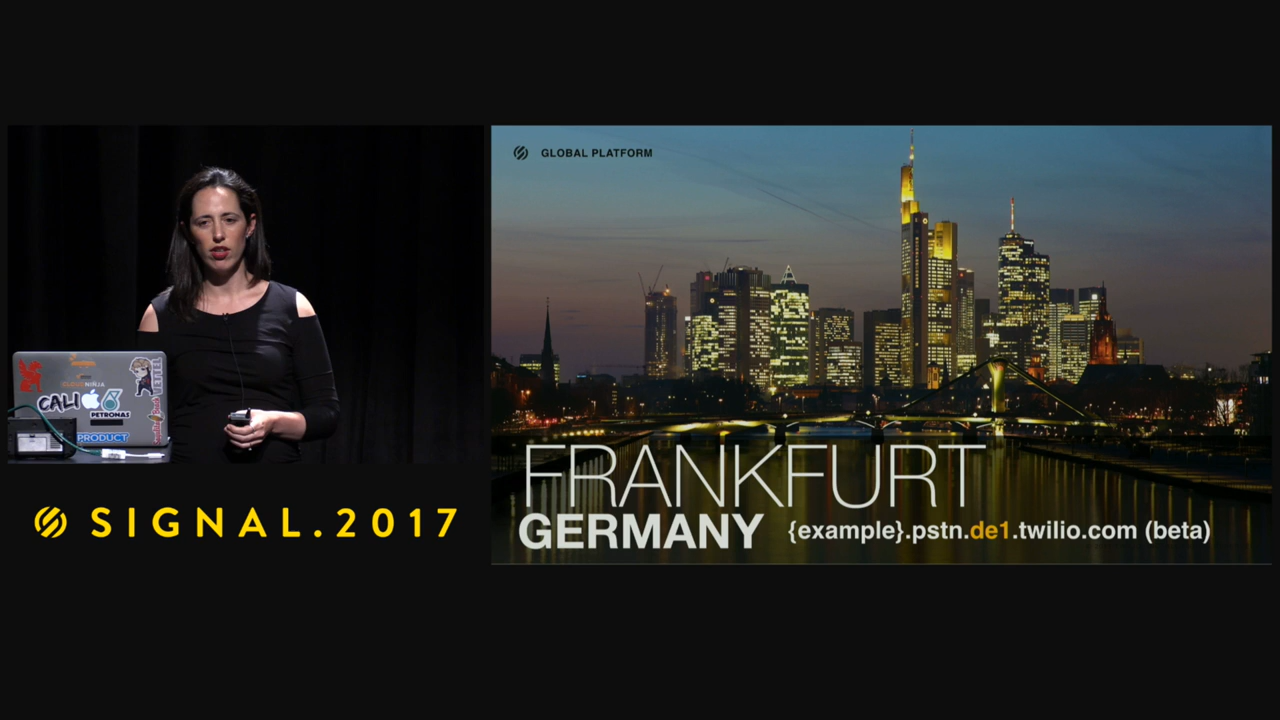 GLOBAL PLATFORM
FRANKFURT
GERMANY {example}.pstn.de1.twilio.com (beta)
CALI
PETRONAS
PRODUCT
SIGNAL.2017